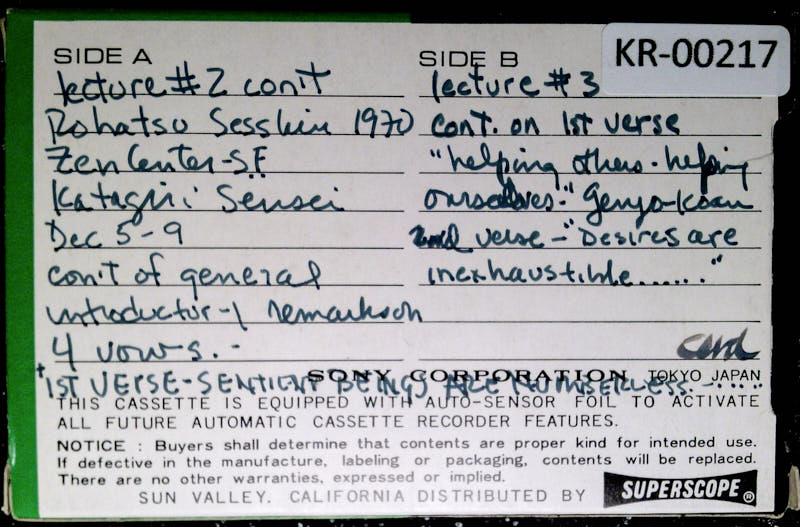 KR-00217
SIDE A
lecture #2 con't
Rohatsu Sesshin 1970
Zen Center - S.F.
Katagiri Sensei
Dec 5-9
con't of general
introductor-y remarks on
4 vows. -
+ 1ST VERSE - SENTIENT BEINGS ARE NUMBERLESS. -.....
SIDE B
lecture #3
cont. on 1st verse
"helping others - helping
ourselves." Genjo-Koan
2nd verse - "Desires are
inexhaustible......."
SONY CORPORATION TOKYO JAPAN
THIS CASSETTE IS EQUIPPED WITH AUTO-SENSOR FOIL TO ACTIVATE
ALL FUTURE AUTOMATIC CASSETTE RECORDER FEATURES.
NOTICE : Buyers shall determine that contents are proper kind for intended use.
If defective in the manufacture, labeling or packaging, contents will be replaced.
There are no other warranties, expressed or implied.
SUN VALLEY. CALIFORNIA DISTRIBUTED BY SUPERSCOPE®